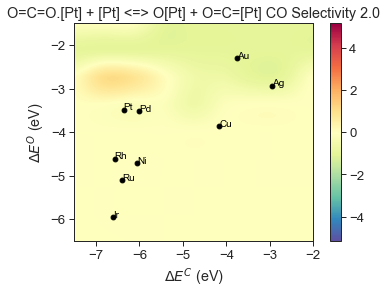 O=C=O.[Pt] + [Pt] <=> O[Pt] + O=C=[Pt] CO Selectivity 2.0
−2
−3
−4
−5
−6
ΔE^O (eV)
Au
Ag
Pt
Pd
Cu
Rh
Ni
Ru
Ir
−7
−6
−5
−4
−3
−2
ΔE^C (eV)
4
2
0
−2
−4